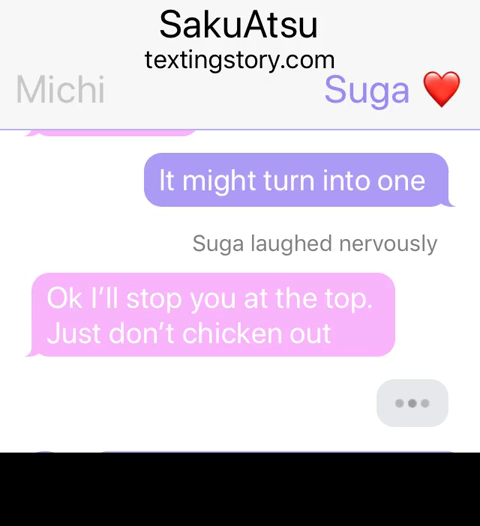 SakuAtsu
textingstory.com
Michi
Suga ❤️
It might turn into one
Suga laughed nervously
Ok I’ll stop you at the top.
Just don’t chicken out